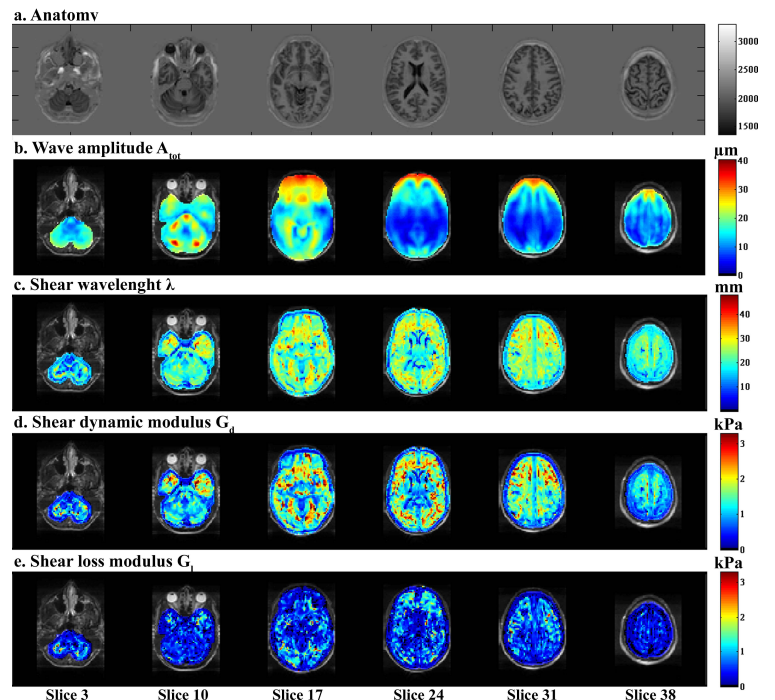 a. Anatomy
3000
2500
2000
1500
b. Wave amplitude A_tot
µm
40
30
20
10
0
c. Shear wavelenght λ
mm
40
30
20
10
d. Shear dynamic modulus G_d
kPa
3
2
1
0
e. Shear loss modulus G_l
kPa
3
2
1
0
Slice 3 Slice 10 Slice 17 Slice 24 Slice 31 Slice 38